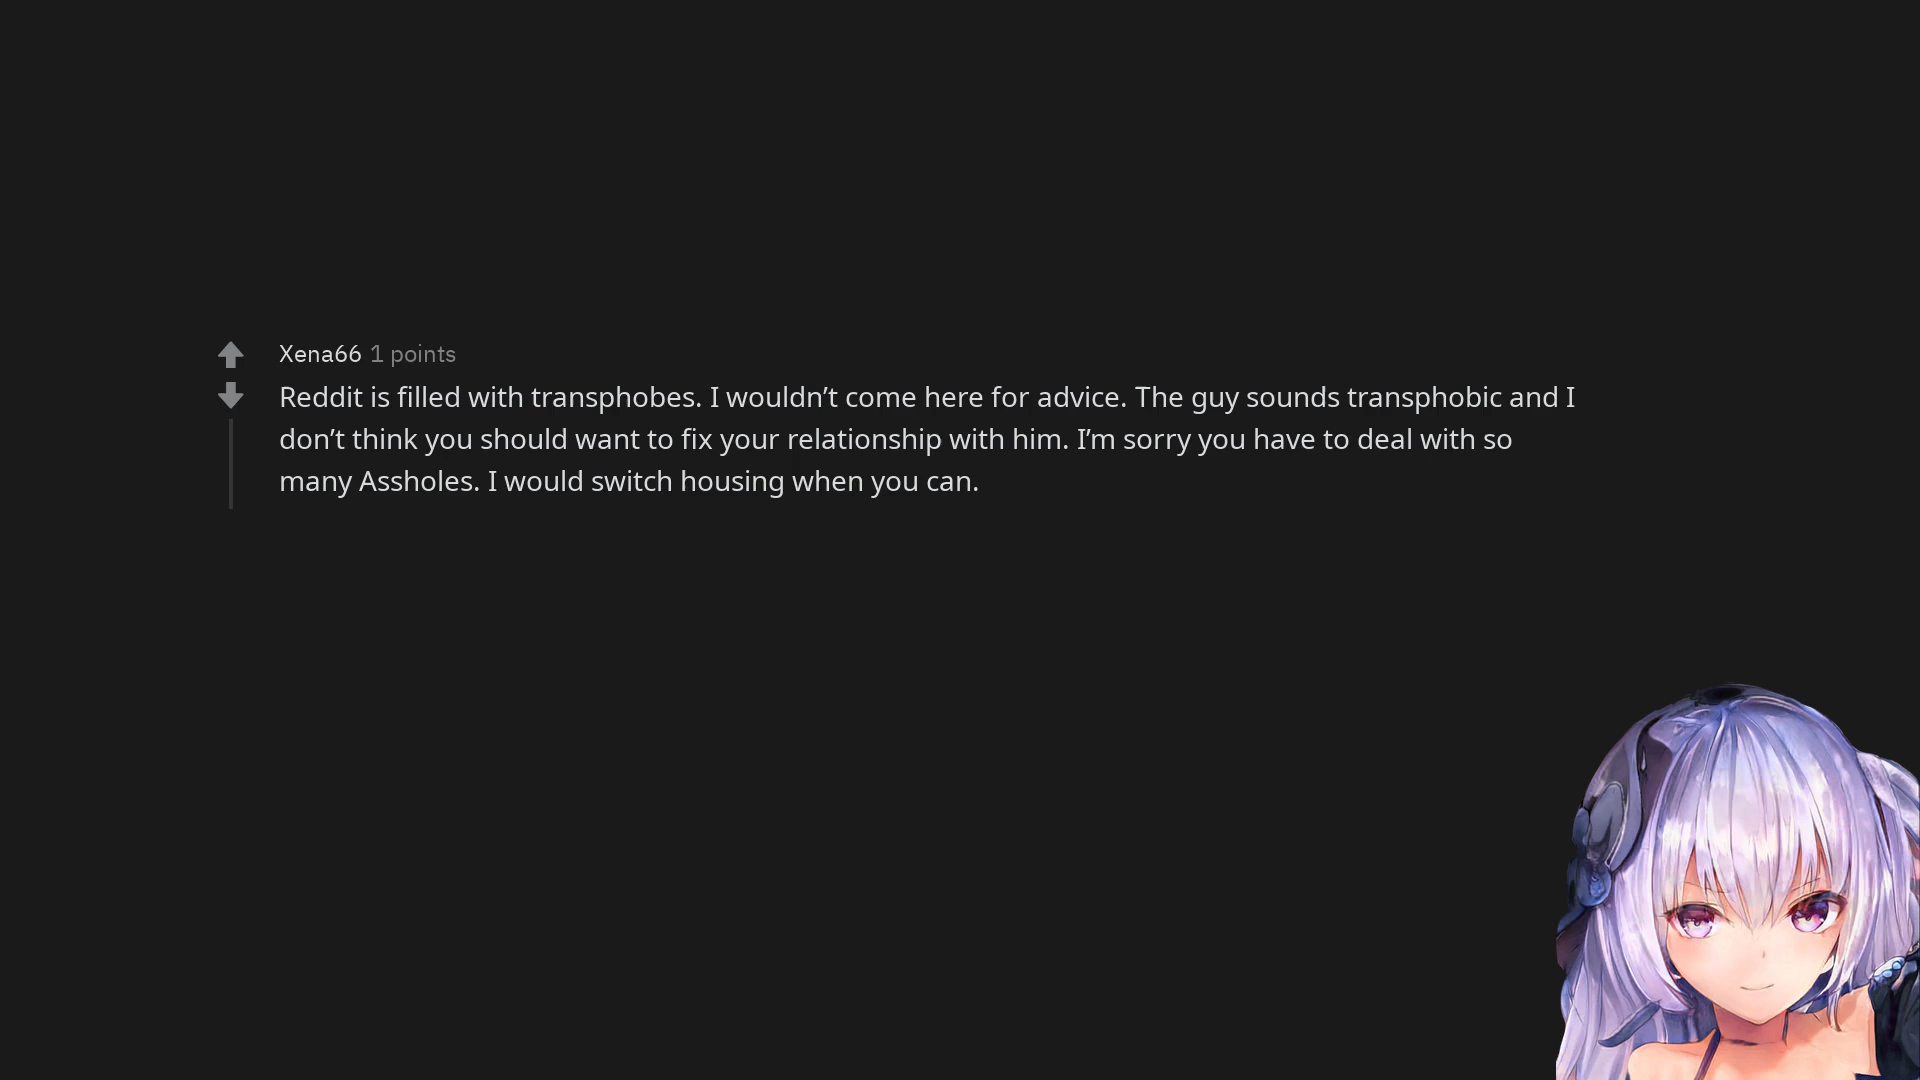 Xena66 1 points
Reddit is filled with transphobes. I wouldn’t come here for advice. The guy sounds transphobic and I
don’t think you should want to fix your relationship with him. I’m sorry you have to deal with so
many Assholes. I would switch housing when you can.